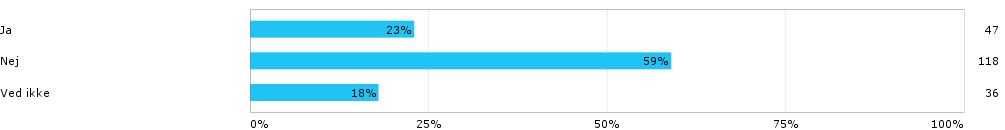 Ja 23% 47
Nej 59% 118
Ved ikke 18% 36
0% 25% 50% 75% 100%